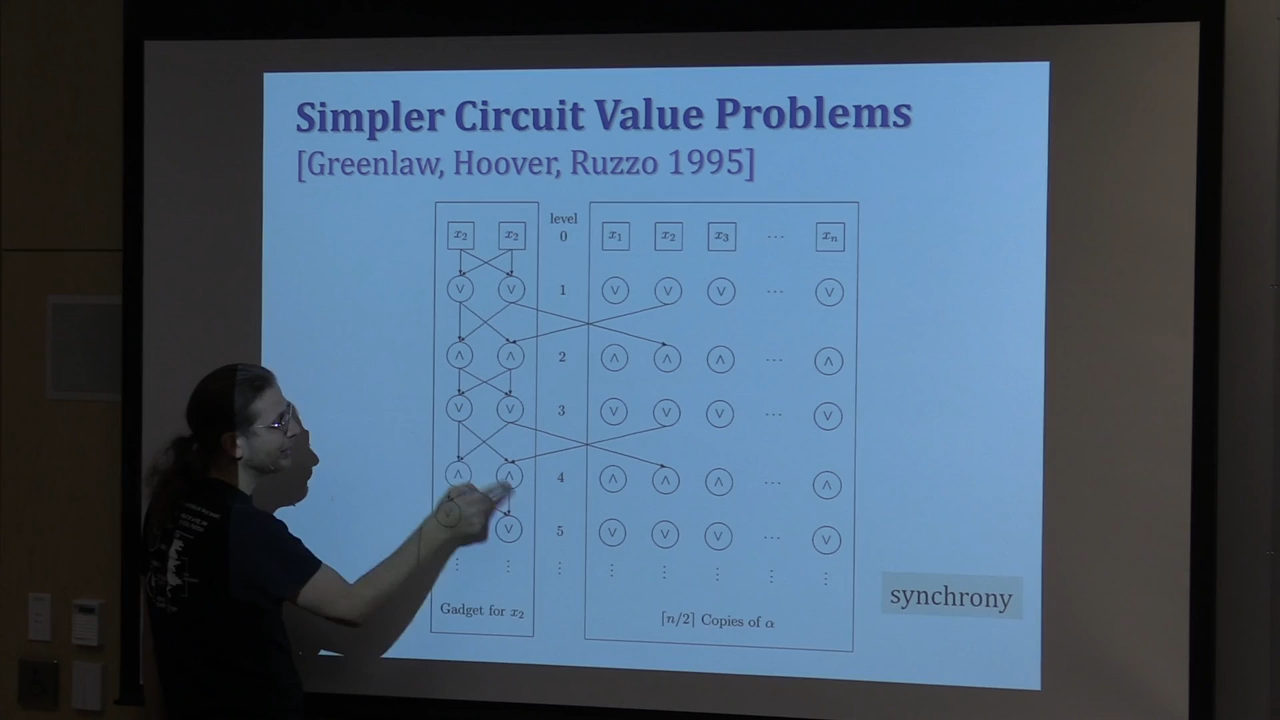 Simpler Circuit Value Problems
[Greenlaw, Hoover, Ruzzo 1995]
level
x₂ x₂ 0 x₁ x₂ x₃ ⋯ xₙ
∨ ∨ 1 ∨ ∨ ∨ ⋯ ∨
∧ ∧ 2 ∧ ∧ ∧ ⋯ ∧
∨ ∨ 3 ∨ ∨ ∨ ⋯ ∨
∧ ∧ 4 ∧ ∧ ∧ ⋯ ∧
∨ ∨ 5 ∨ ∨ ∨ ⋯ ∨
⋮ ⋮ ⋮ ⋮ ⋮ ⋮ ⋮ ⋮
Gadget for x₂
⌈n/2⌉ Copies of α
synchrony